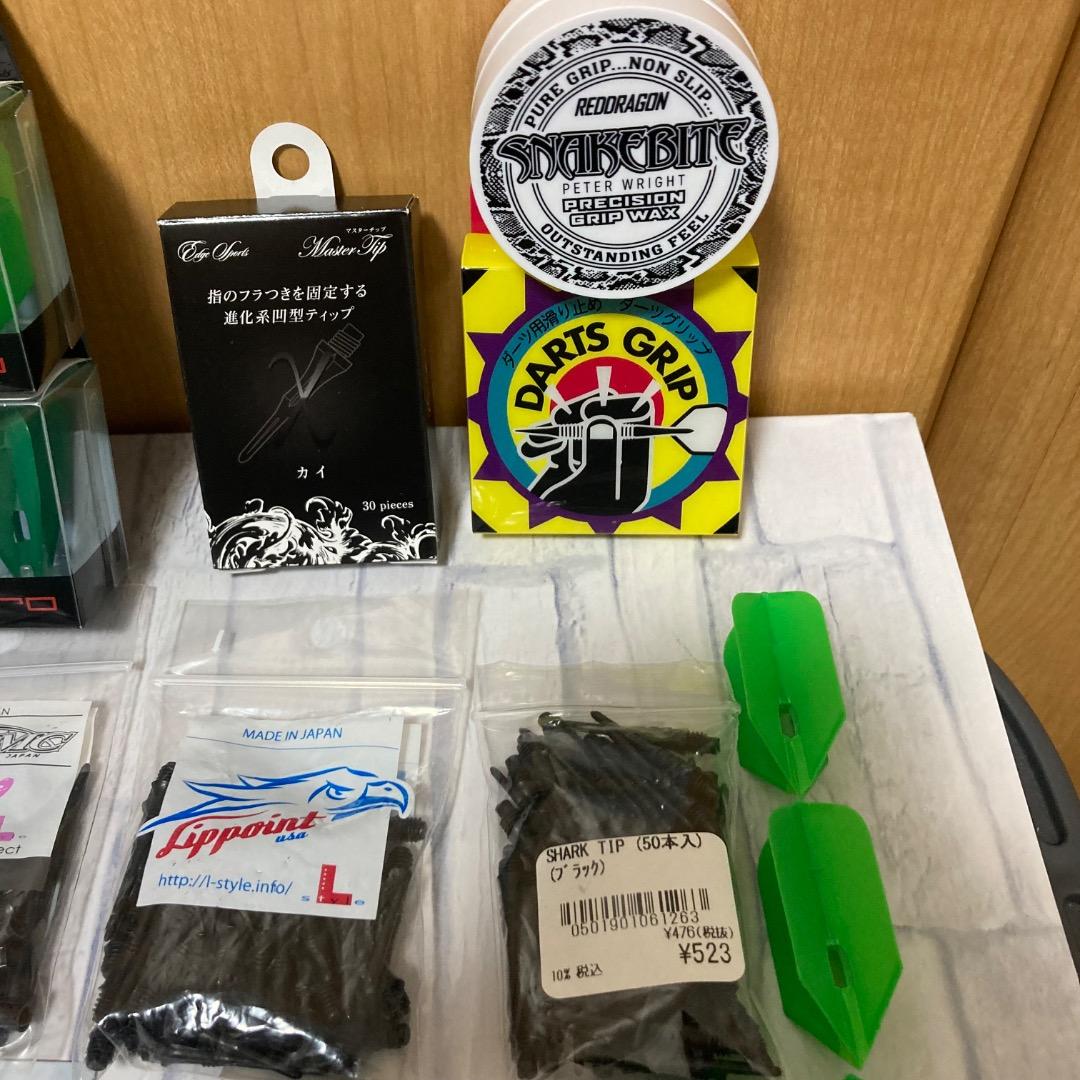 PURE GRIP...NON SLIP...
REDDRAGON
SNAKEBITE
PETER WRIGHT
PRECISION
GRIP WAX
OUTSTANDING FEEL
Edge Sports
マスターチップ
Master Tip
指のフラつきを固定する
進化系凹型ティップ
カイ
30 pieces
ダーツ用滑り止め ダーツグリップ
DARTS GRIP
JAPAN
ect
MADE IN JAPAN
Lippoint
usa
http://l-style.info/
L
style
SHARK TIP (50本入)
(ﾌﾞﾗｯｸ)
0501901061263
¥476(税抜)
¥523
10% 税込